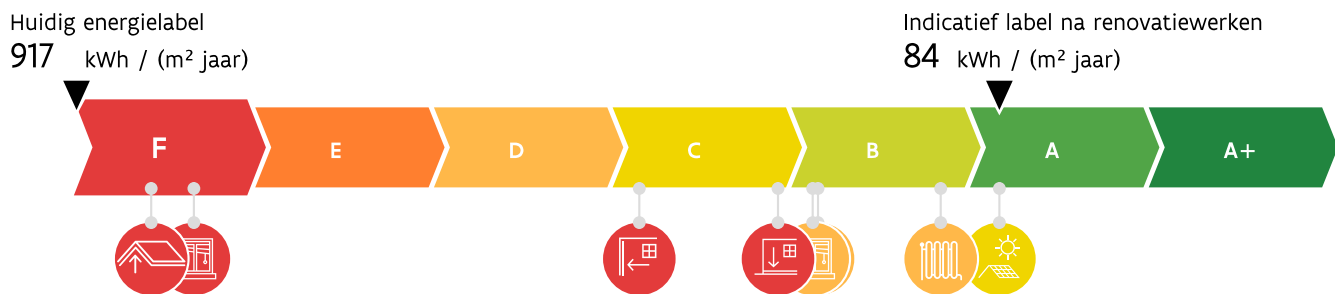 Huidig energielabel
917 kWh / (m² jaar)
Indicatief label na renovatiewerken
84 kWh / (m² jaar)
F E D C B A A+